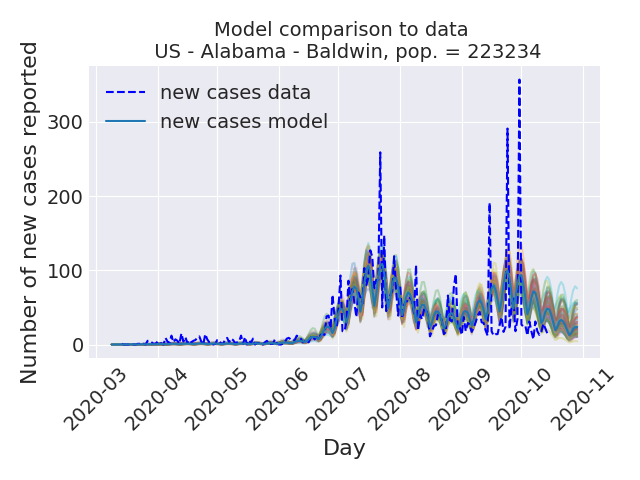 Model comparison to data
US - Alabama - Baldwin, pop. = 223234
new cases data
new cases model
Number of new cases reported
300
200
100
0
2020-03
2020-04
2020-05
2020-06
2020-07
2020-08
2020-09
2020-10
2020-11
Day